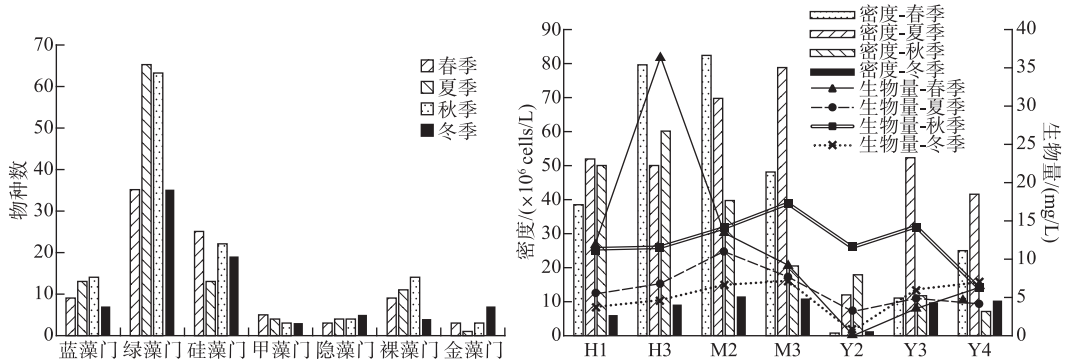 70
60
50
40
30
20
10
0
物种数
春季
夏季
秋季
冬季
蓝藻门 绿藻门 硅藻门 甲藻门 隐藻门 裸藻门 金藻门
90
80
70
60
50
40
30
20
10
0
密度/(×10⁶ cells/L)
密度-春季
密度-夏季
密度-秋季
密度-冬季
生物量-春季
生物量-夏季
生物量-秋季
生物量-冬季
40
35
30
25
20
15
10
5
0
生物量/(mg/L)
H1 H3 M2 M3 Y2 Y3 Y4